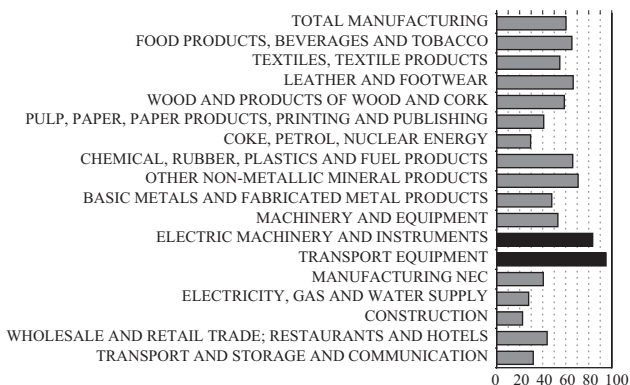 TOTAL MANUFACTURING
FOOD PRODUCTS, BEVERAGES AND TOBACCO
TEXTILES, TEXTILE PRODUCTS
LEATHER AND FOOTWEAR
WOOD AND PRODUCTS OF WOOD AND CORK
PULP, PAPER, PAPER PRODUCTS, PRINTING AND PUBLISHING
COKE, PETROL, NUCLEAR ENERGY
CHEMICAL, RUBBER, PLASTICS AND FUEL PRODUCTS
OTHER NON-METALLIC MINERAL PRODUCTS
BASIC METALS AND FABRICATED METAL PRODUCTS
MACHINERY AND EQUIPMENT
ELECTRIC MACHINERY AND INSTRUMENTS
TRANSPORT EQUIPMENT
MANUFACTURING NEC
ELECTRICITY, GAS AND WATER SUPPLY
CONSTRUCTION
WHOLESALE AND RETAIL TRADE; RESTAURANTS AND HOTELS
TRANSPORT AND STORAGE AND COMMUNICATION
0 20 40 60 80 100